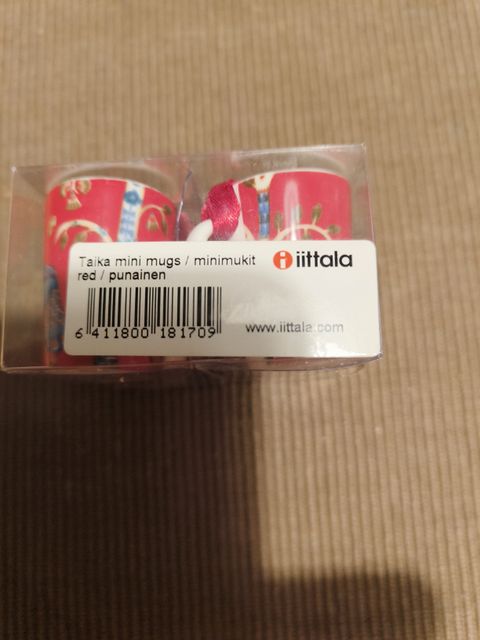 Taika mini mugs / minimukit
red / punainen
iittala
6 411800 181709
www.iittala.com